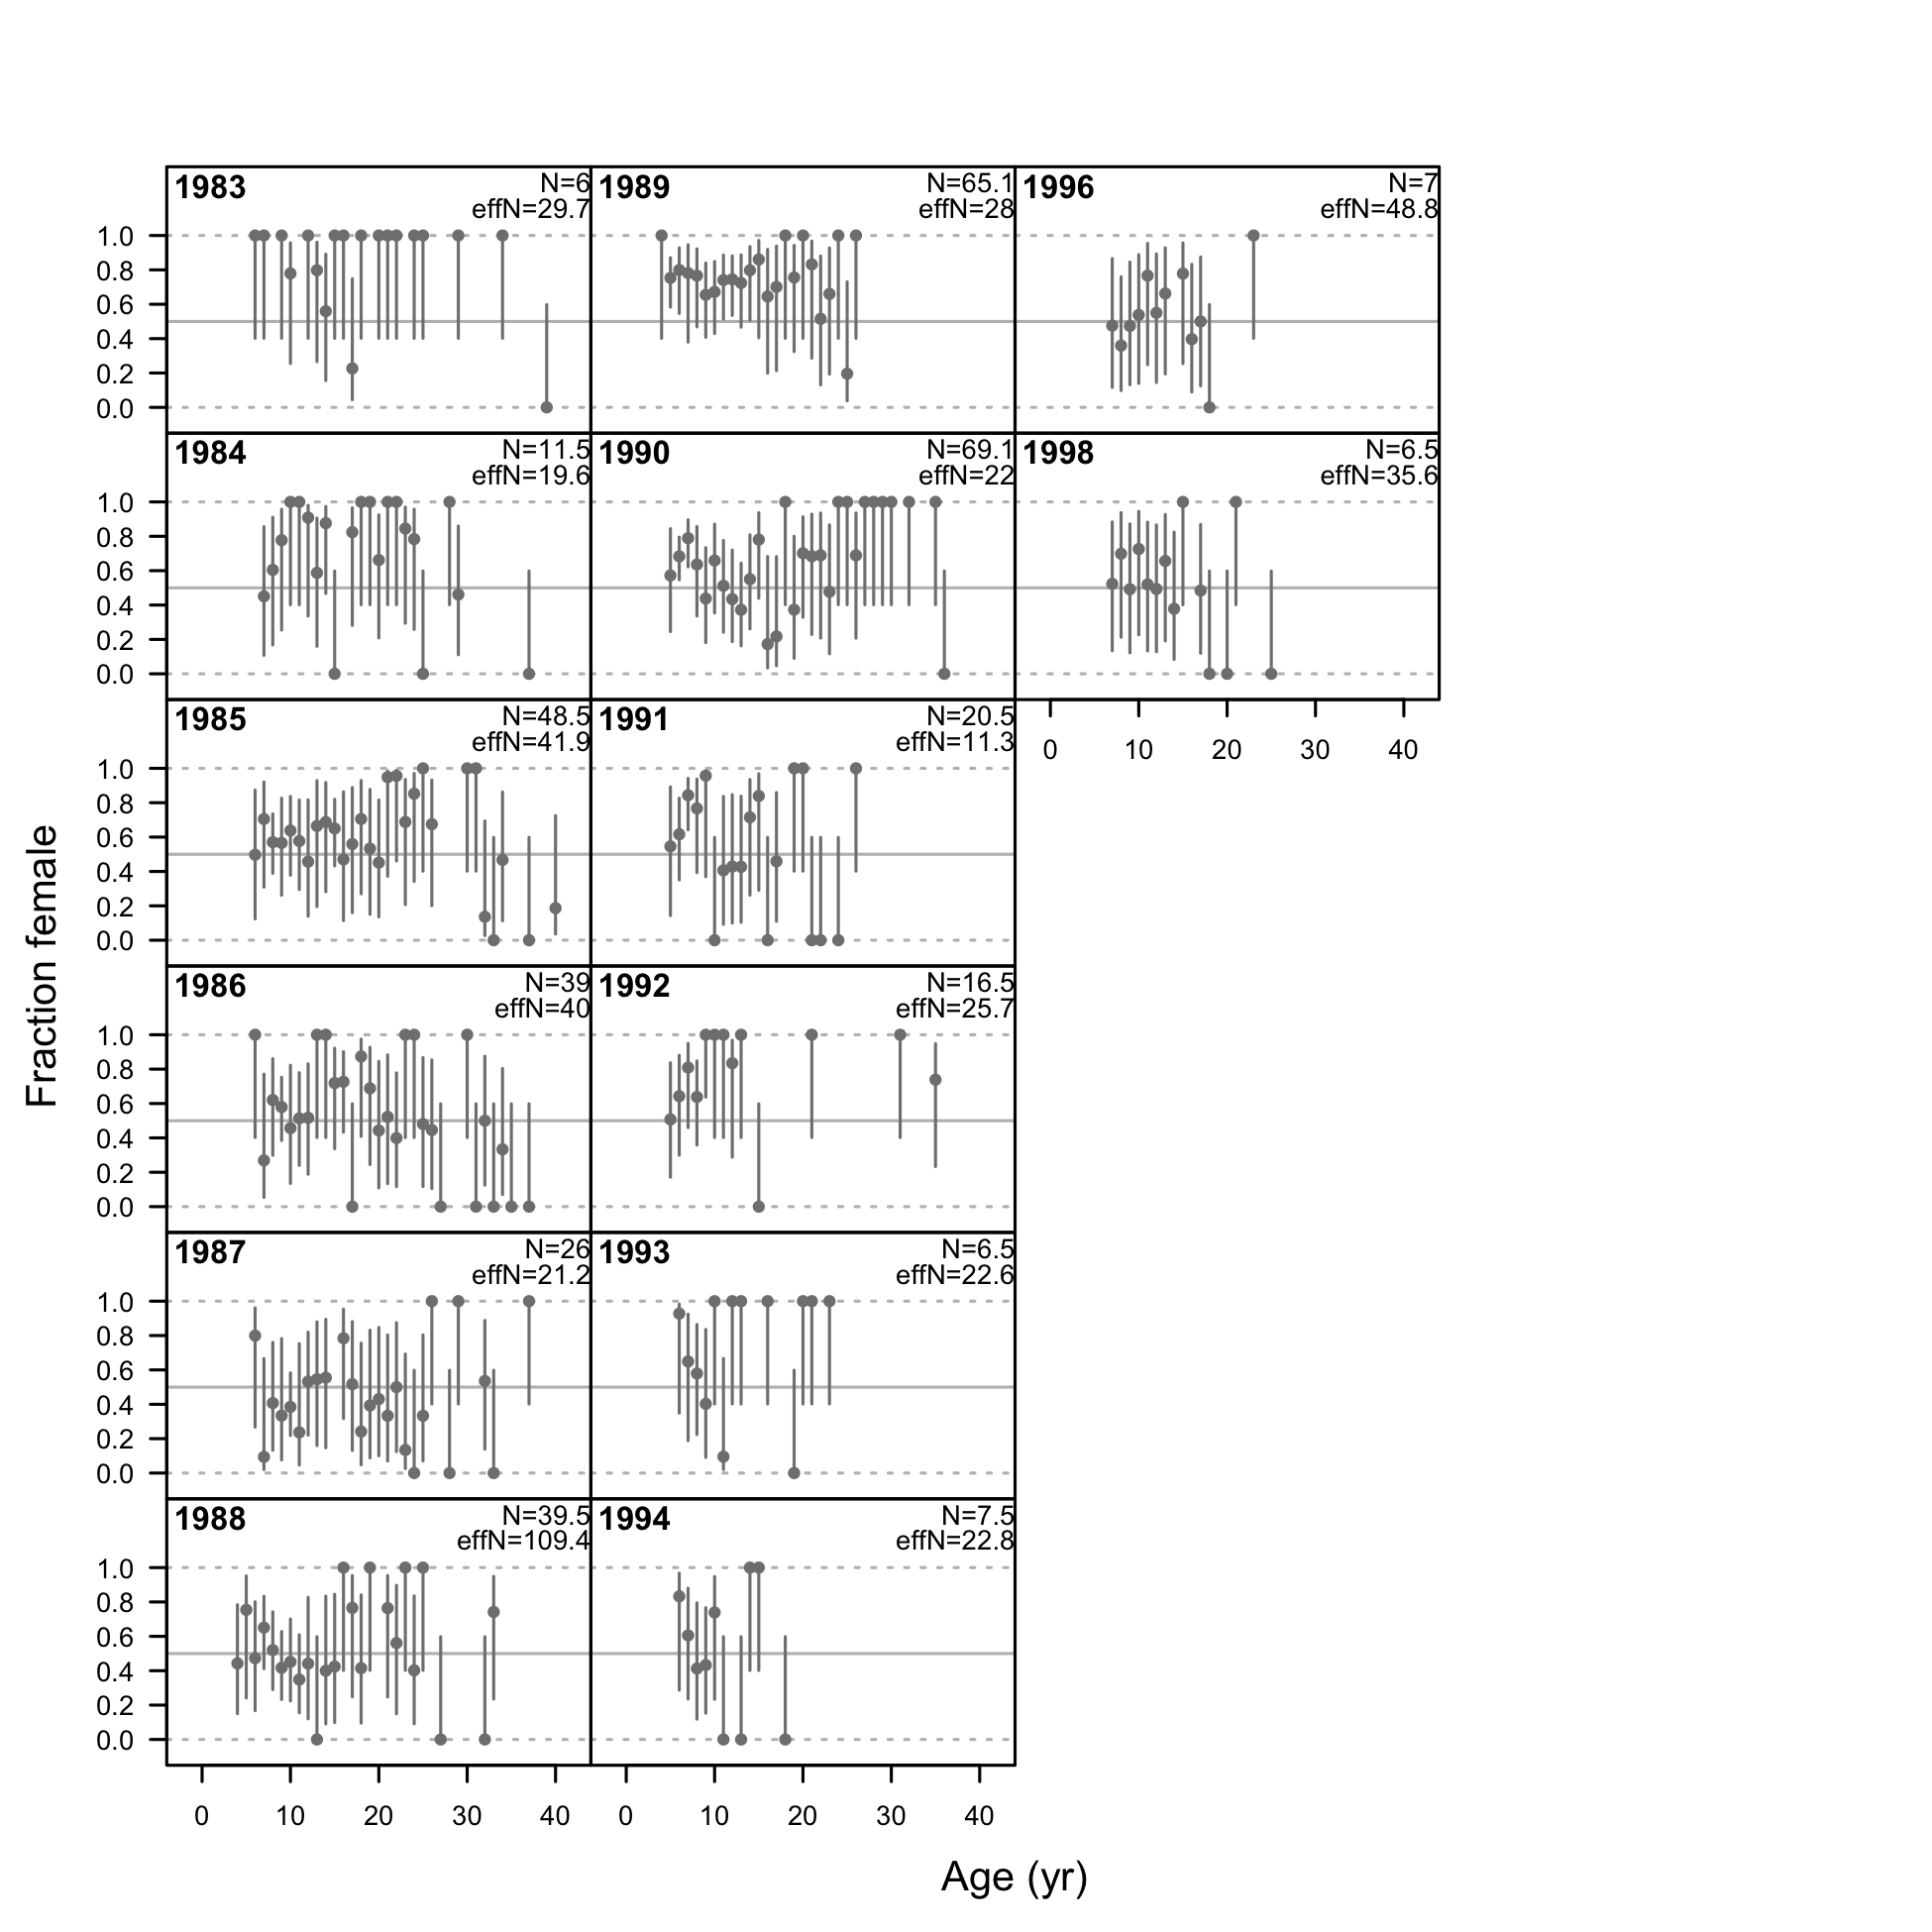 1983
N=6
effN=29.7
1989
N=65.1
effN=28
1996
N=7
effN=48.8
1.0
0.8
0.6
0.4
0.2
0.0
1984
N=11.5
effN=19.6
1990
N=69.1
effN=22
1998
N=6.5
effN=35.6
1.0
0.8
0.6
0.4
0.2
0.0
0 10 20 30 40
1985
N=48.5
effN=41.9
1991
N=20.5
effN=11.3
1.0
0.8
0.6
0.4
0.2
0.0
Fraction female
1986
N=39
effN=40
1992
N=16.5
effN=25.7
1.0
0.8
0.6
0.4
0.2
0.0
1987
N=26
effN=21.2
1993
N=6.5
effN=22.6
1.0
0.8
0.6
0.4
0.2
0.0
1988
N=39.5
effN=109.4
1994
N=7.5
effN=22.8
1.0
0.8
0.6
0.4
0.2
0.0
0 10 20 30 40
0 10 20 30 40
Age (yr)